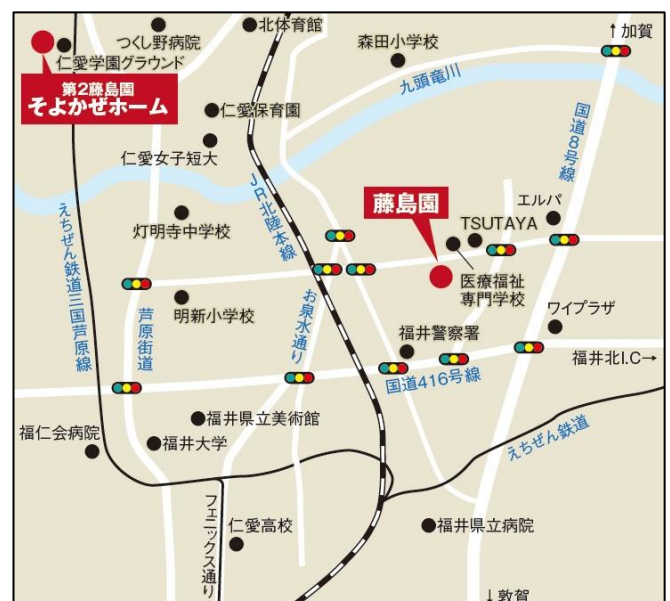 北体育館
つくし野病院
↑加賀
森田小学校
仁愛学園グラウンド
第2藤島園
そよかぜホーム
九頭竜川
国道8号線
仁愛保育園
仁愛女子短大
JR北陸本線
藤島園
エルパ
TSUTAYA
灯明寺中学校
えちぜん鉄道三国芦原線
医療福祉
専門学校
お泉水通り
明新小学校
芦原街道
ワイプラザ
福井警察署
福井北I.C→
国道416号線
福井県立美術館
福井大学
福仁会病院
えちぜん鉄道
フェニックス通り
仁愛高校
福井県立病院
↓敦賀